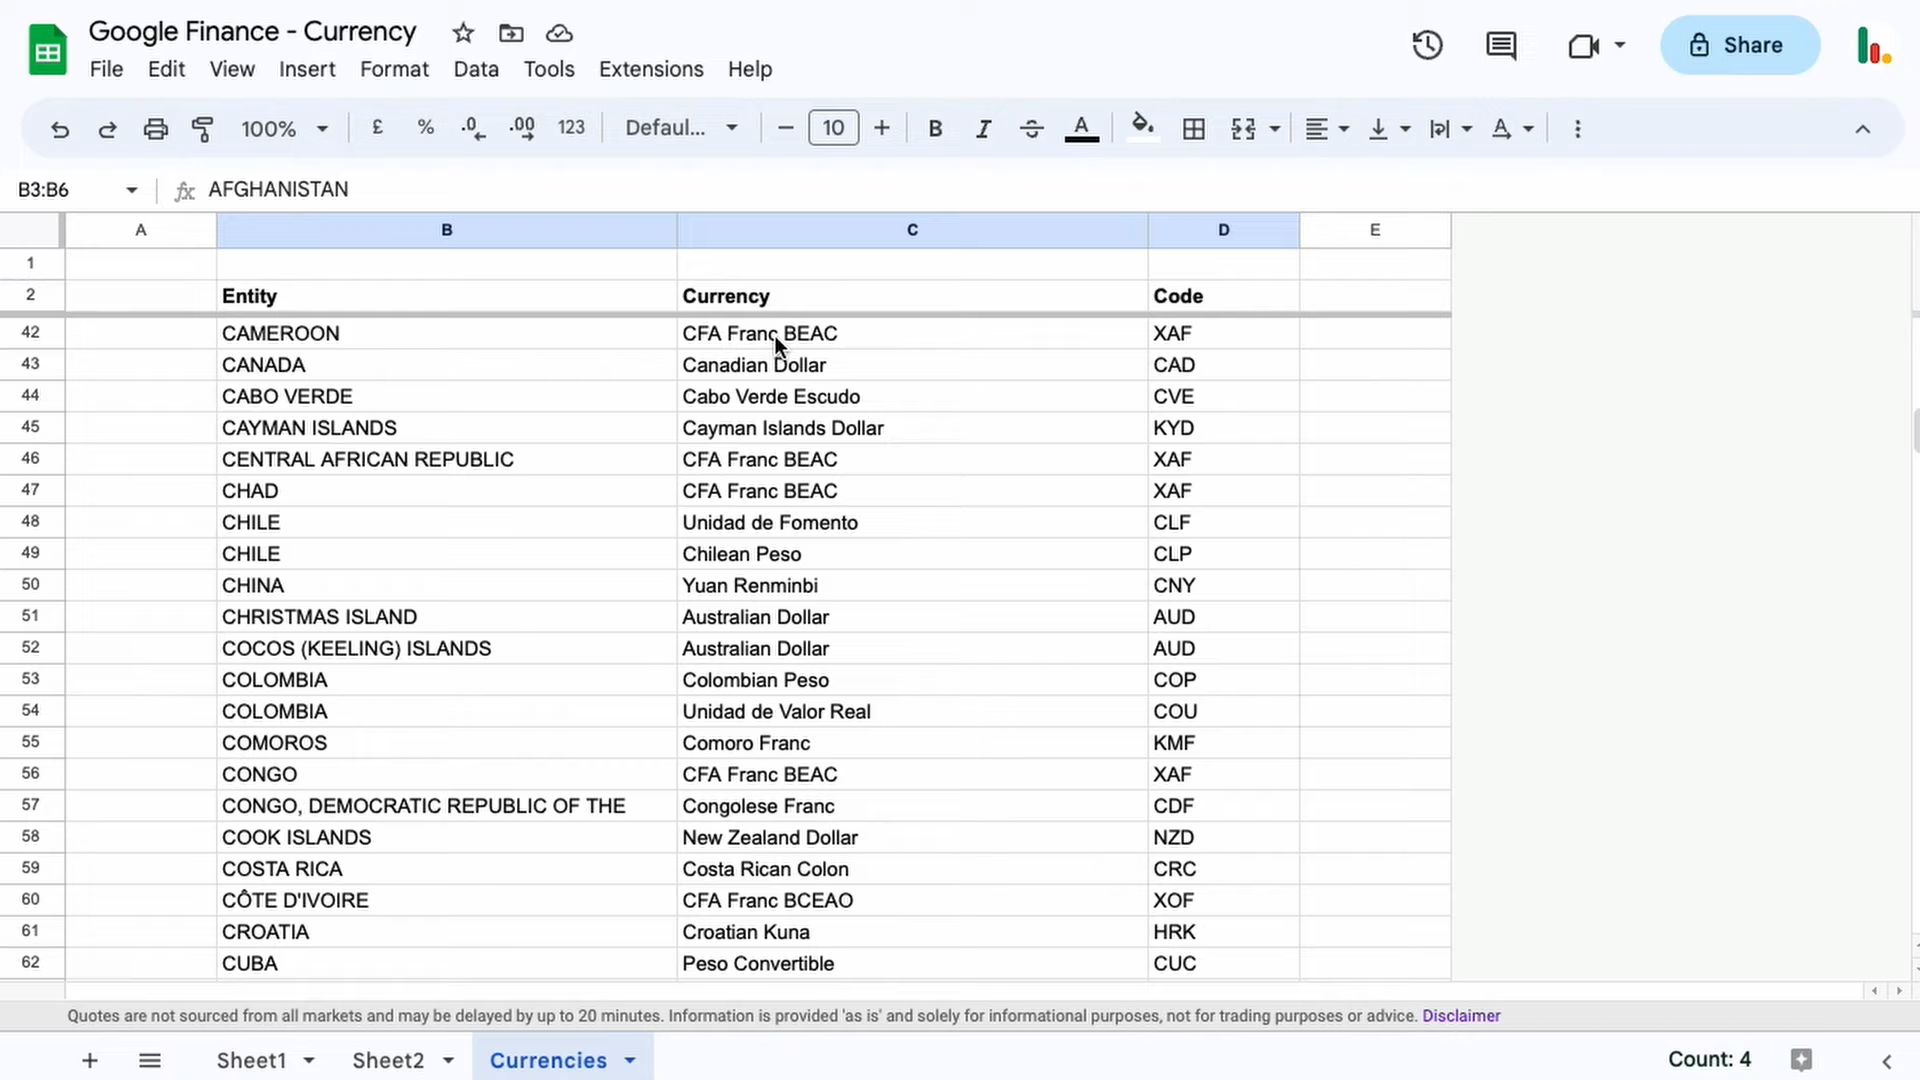 Google Finance - Currency
File Edit View Insert Format Data Tools Extensions Help
Share
100% £ % .0 .00 123 Defaul... 10 B I A A
B3:B6 fx AFGHANISTAN
A B C D E
1
2 Entity Currency Code
42 CAMEROON CFA Franc BEAC XAF
43 CANADA Canadian Dollar CAD
44 CABO VERDE Cabo Verde Escudo CVE
45 CAYMAN ISLANDS Cayman Islands Dollar KYD
46 CENTRAL AFRICAN REPUBLIC CFA Franc BEAC XAF
47 CHAD CFA Franc BEAC XAF
48 CHILE Unidad de Fomento CLF
49 CHILE Chilean Peso CLP
50 CHINA Yuan Renminbi CNY
51 CHRISTMAS ISLAND Australian Dollar AUD
52 COCOS (KEELING) ISLANDS Australian Dollar AUD
53 COLOMBIA Colombian Peso COP
54 COLOMBIA Unidad de Valor Real COU
55 COMOROS Comoro Franc KMF
56 CONGO CFA Franc BEAC XAF
57 CONGO, DEMOCRATIC REPUBLIC OF THE Congolese Franc CDF
58 COOK ISLANDS New Zealand Dollar NZD
59 COSTA RICA Costa Rican Colon CRC
60 CÔTE D'IVOIRE CFA Franc BCEAO XOF
61 CROATIA Croatian Kuna HRK
62 CUBA Peso Convertible CUC
Quotes are not sourced from all markets and may be delayed by up to 20 minutes. Information is provided 'as is' and solely for informational purposes, not for trading purposes or advice. Disclaimer
Sheet1 Sheet2 Currencies Count: 4